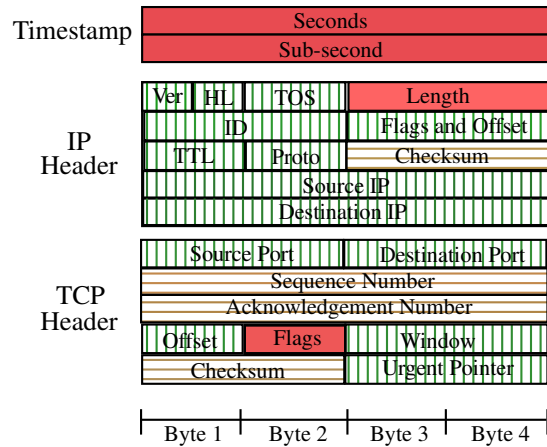 Timestamp
Seconds
Sub-second
IP
Header
Ver HL TOS Length
ID Flags and Offset
TTL Proto Checksum
Source IP
Destination IP
TCP
Header
Source Port Destination Port
Sequence Number
Acknowledgement Number
Offset Flags Window
Checksum Urgent Pointer
Byte 1 Byte 2 Byte 3 Byte 4